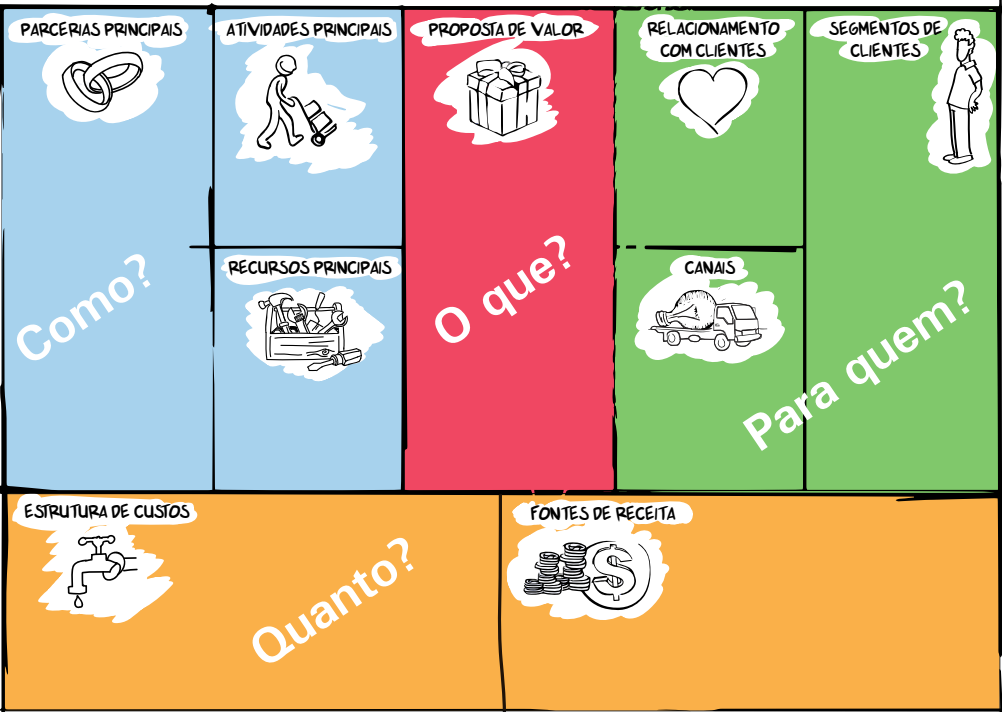 PARCERIAS PRINCIPAIS
ATIVIDADES PRINCIPAIS
PROPOSTA DE VALOR
RELACIONAMENTO
COM CLIENTES
SEGMENTOS DE
CLIENTES
Como?
RECURSOS PRINCIPAIS
O que?
CANAIS
Para quem?
ESTRUTURA DE CUSTOS
Quanto?
FONTES DE RECEITA
$